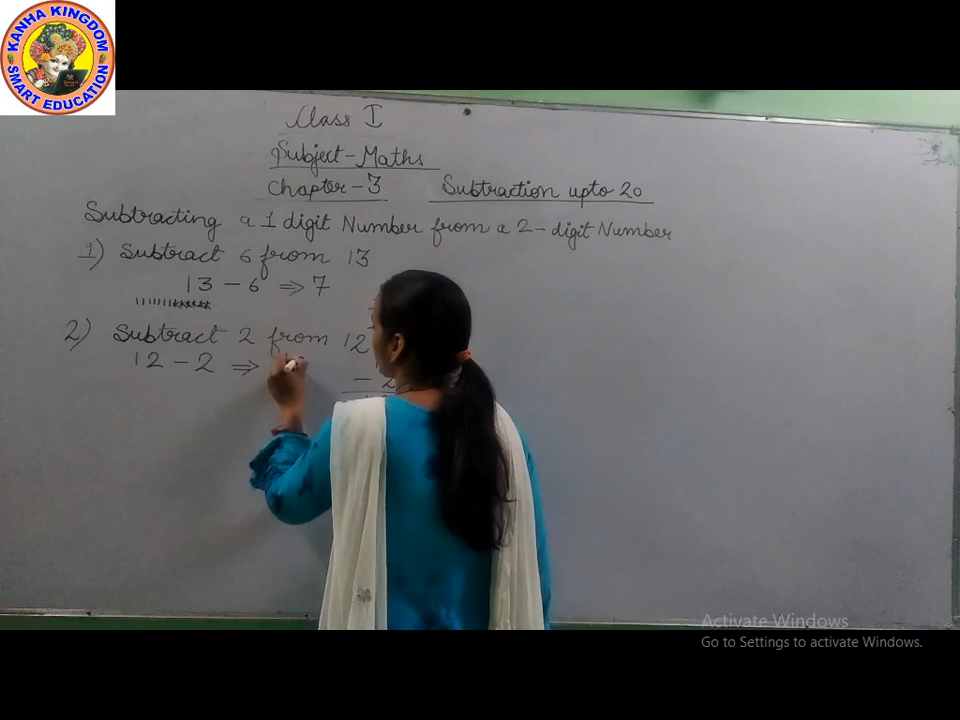 KANHA KINGDOM
SMART EDUCATION
Class I
Subject - Maths
Chapter - 3 Subtraction upto 20
Subtracting a 1 digit Number from a 2 - digit Number
1) Subtract 6 from 13
13 - 6 ⇒ 7
2) Subtract 2 from 12
12 - 2 ⇒
- 2
Activate Windows
Go to Settings to activate Windows.